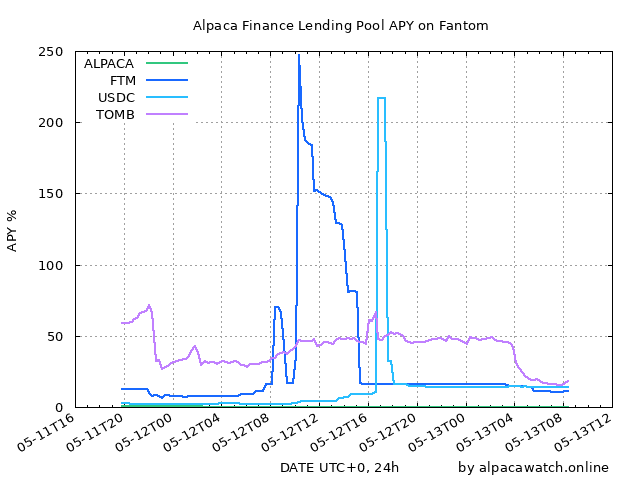 Alpaca Finance Lending Pool APY on Fantom
250
200
150
100
50
0
APY %
ALPACA
FTM
USDC
TOMB
05-11T16
05-11T20
05-12T00
05-12T04
05-12T08
05-12T12
05-12T16
05-12T20
05-13T00
05-13T04
05-13T08
05-13T12
DATE UTC+0, 24h
by alpacawatch.online